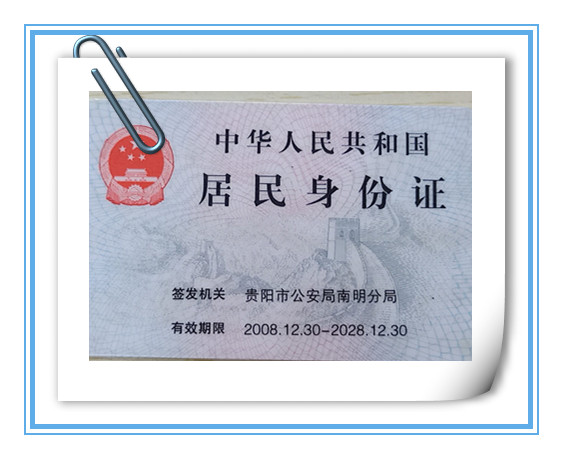 中华人民共和国
居民身份证
签发机关 贵阳市公安局南明分局
有效期限 2008.12.30-2028.12.30